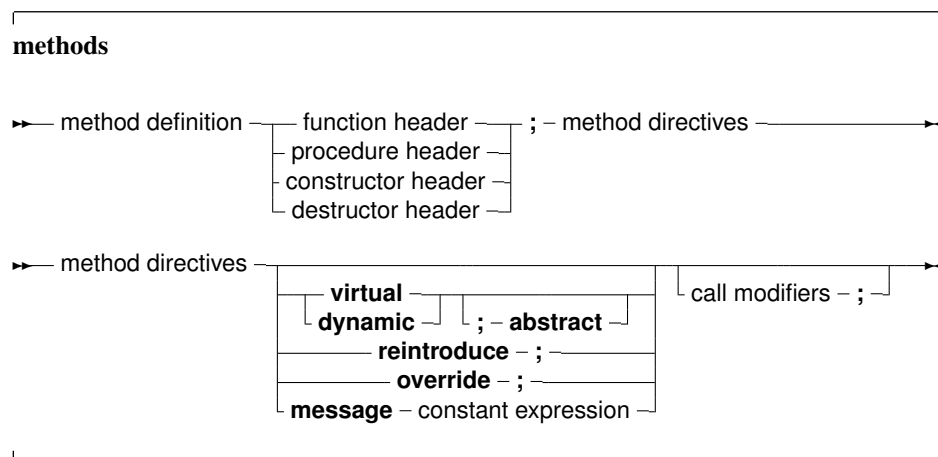 methods
method definition function header ; method directives
procedure header
constructor header
destructor header
method directives
virtual call modifiers ;
dynamic ; abstract
reintroduce ;
override ;
message constant expression